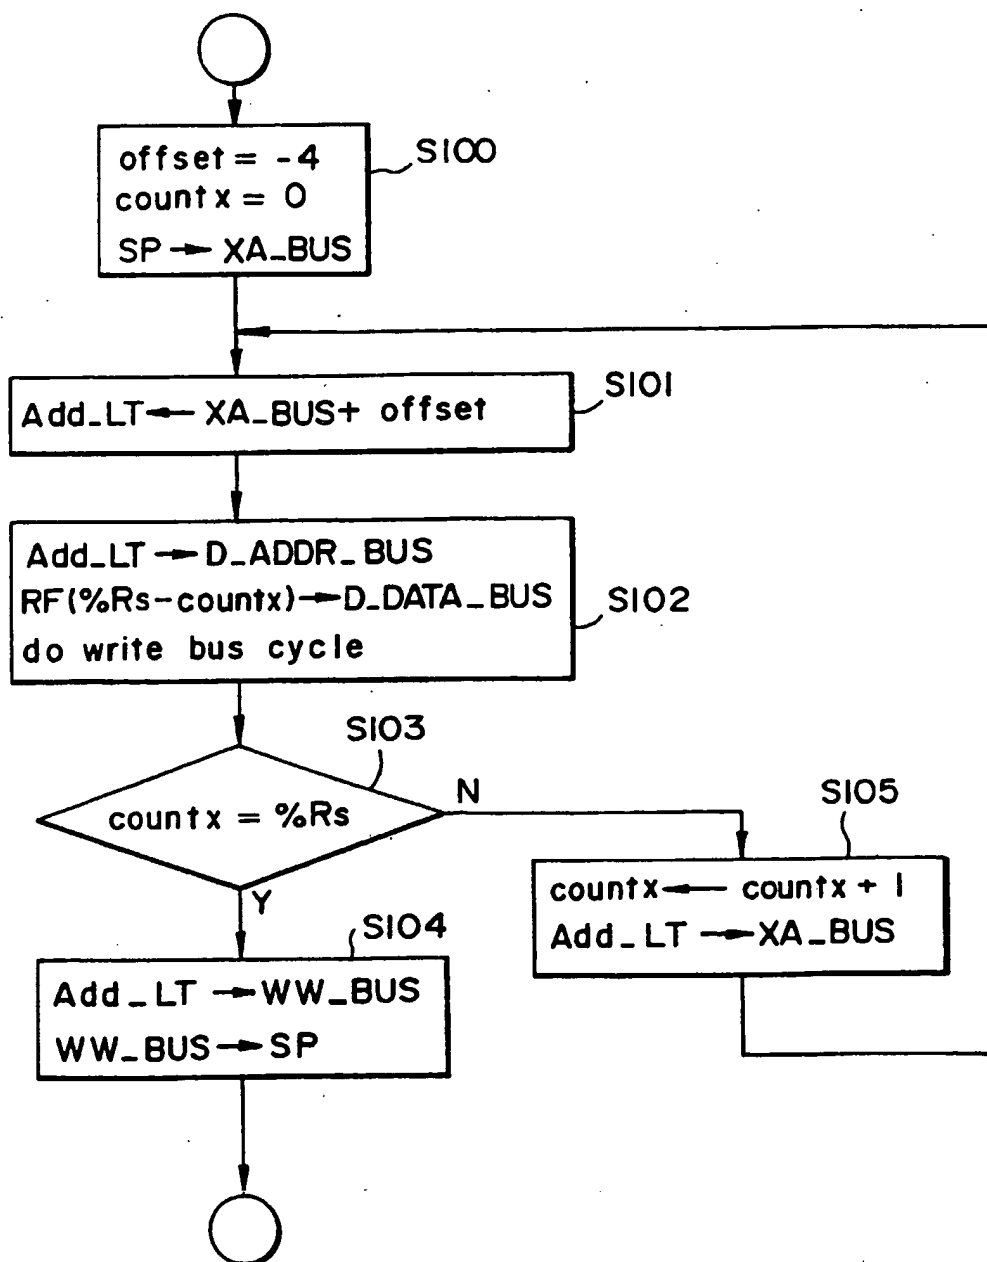 offset = -4
countx = 0
SP → XA_BUS
S100
Add_LT ← XA_BUS + offset
S101
Add_LT → D_ADDR_BUS
RF(%Rs-countx) → D_DATA_BUS
do write bus cycle
S102
S103
countx = %Rs
N
Y
S105
countx ← countx + 1
Add_LT → XA_BUS
S104
Add_LT → WW_BUS
WW_BUS → SP